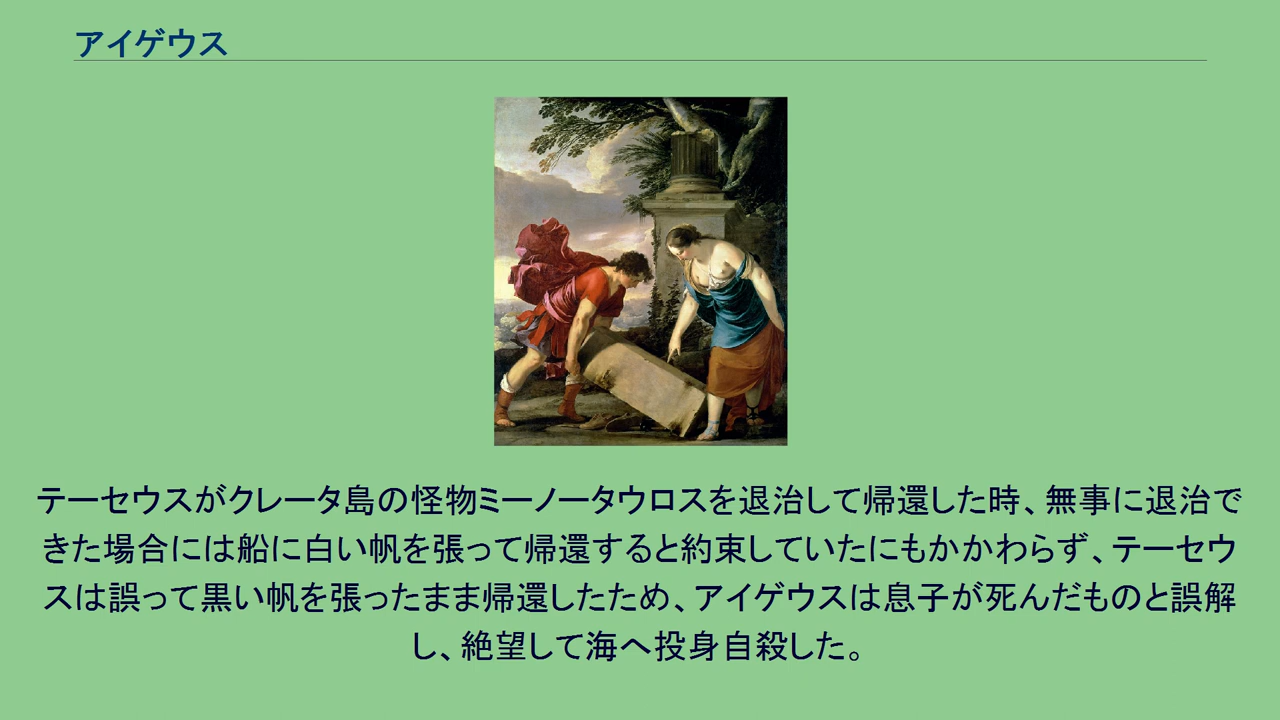 アイゲウス
テーセウスがクレータ島の怪物ミーノータウロスを退治して帰還した時、無事に退治で
きた場合には船に白い帆を張って帰還すると約束していたにもかかわらず、テーセウ
スは誤って黒い帆を張ったまま帰還したため、アイゲウスは息子が死んだものと誤解
し、絶望して海へ投身自殺した。